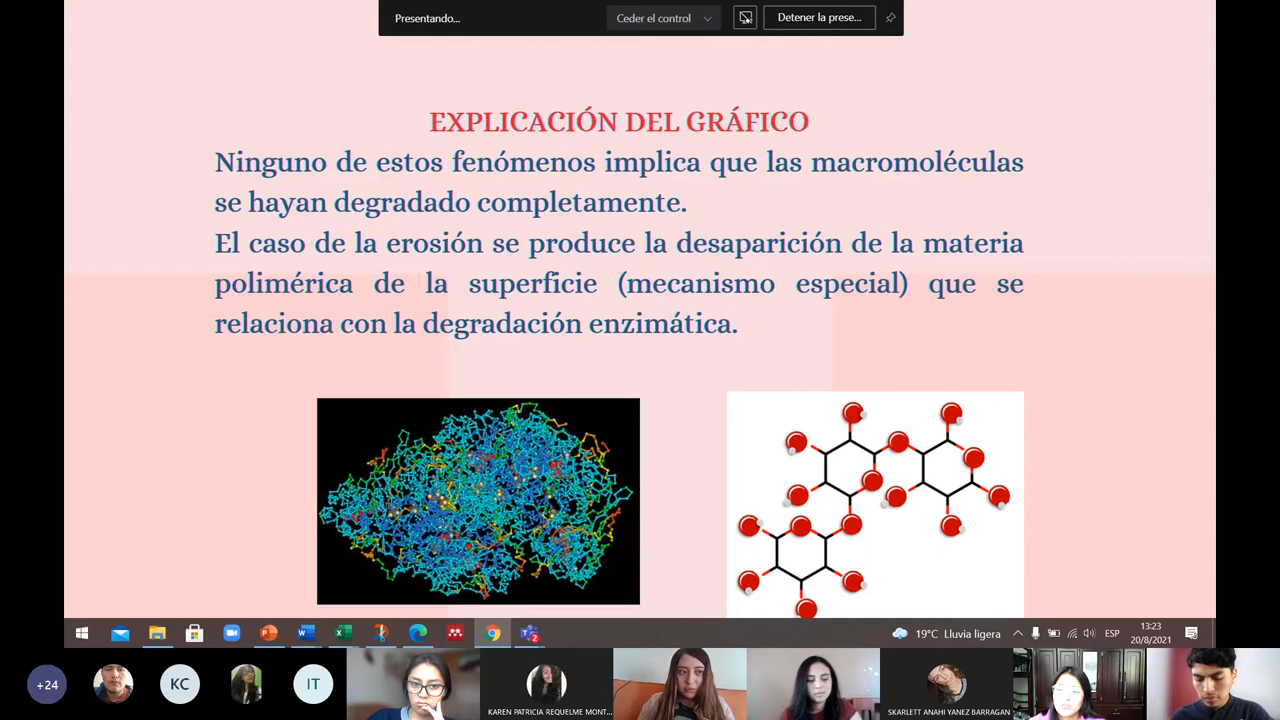 Presentando...
Ceder el control
Detener la prese...
EXPLICACIÓN DEL GRÁFICO
Ninguno de estos fenómenos implica que las macromoléculas
se hayan degradado completamente.
El caso de la erosión se produce la desaparición de la materia
polimérica de la superficie (mecanismo especial) que se
relaciona con la degradación enzimática.
19°C Lluvia ligera
ESP
13:23
20/8/2021
+24
KC
IT
KAREN PATRICIA REQUELME MONT...
SKARLETT ANAHI YANEZ BARRAGAN